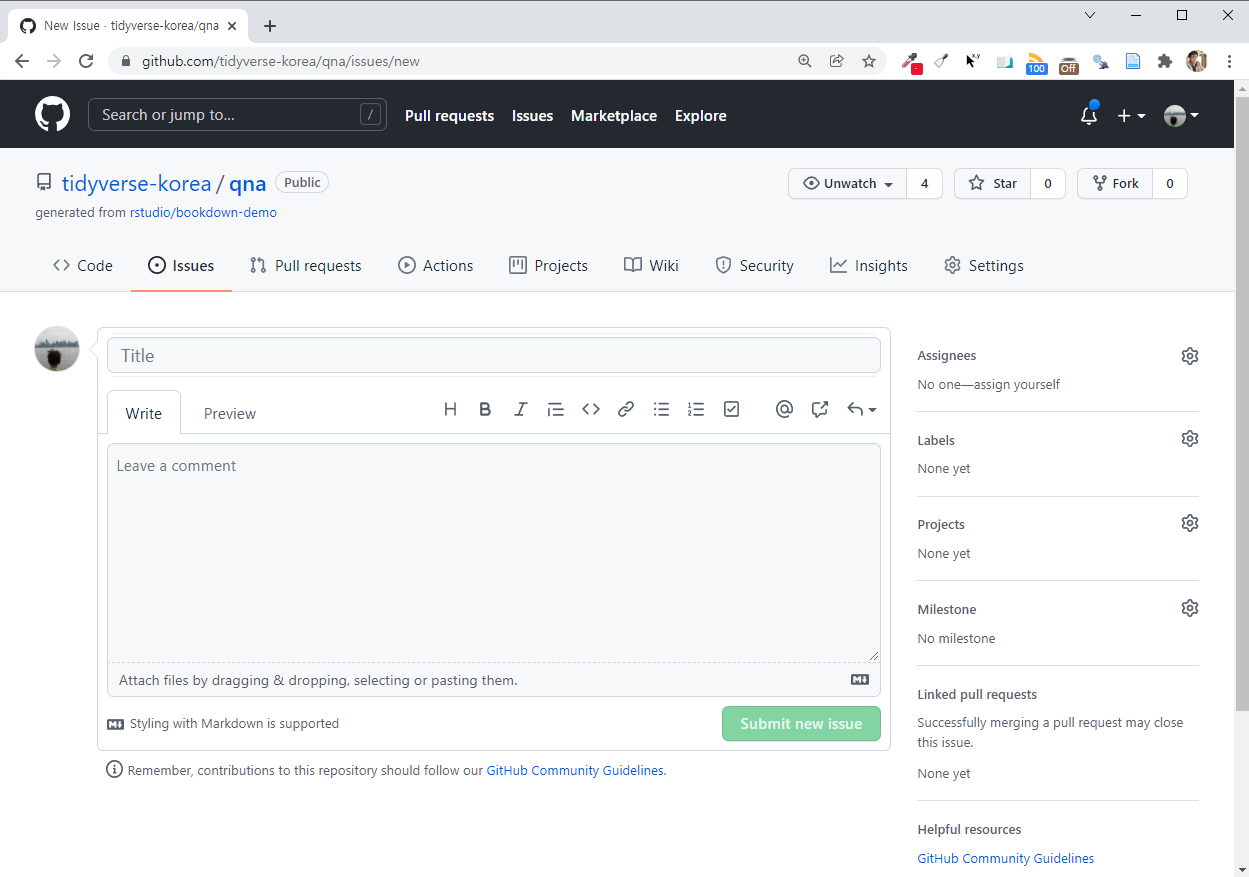 New Issue · tidyverse-korea/qna
github.com/tidyverse-korea/qna/issues/new
100
Off
Search or jump to...
/
Pull requests
Issues
Marketplace
Explore
tidyverse-korea / qna
Public
Unwatch
4
Star
0
Fork
0
generated from rstudio/bookdown-demo
Code
Issues
Pull requests
Actions
Projects
Wiki
Security
Insights
Settings
Title
Write
Preview
Leave a comment
Attach files by dragging & dropping, selecting or pasting them.
Styling with Markdown is supported
Submit new issue
Remember, contributions to this repository should follow our GitHub Community Guidelines.
Assignees
No one—assign yourself
Labels
None yet
Projects
None yet
Milestone
No milestone
Linked pull requests
Successfully merging a pull request may close
this issue.
None yet
Helpful resources
GitHub Community Guidelines